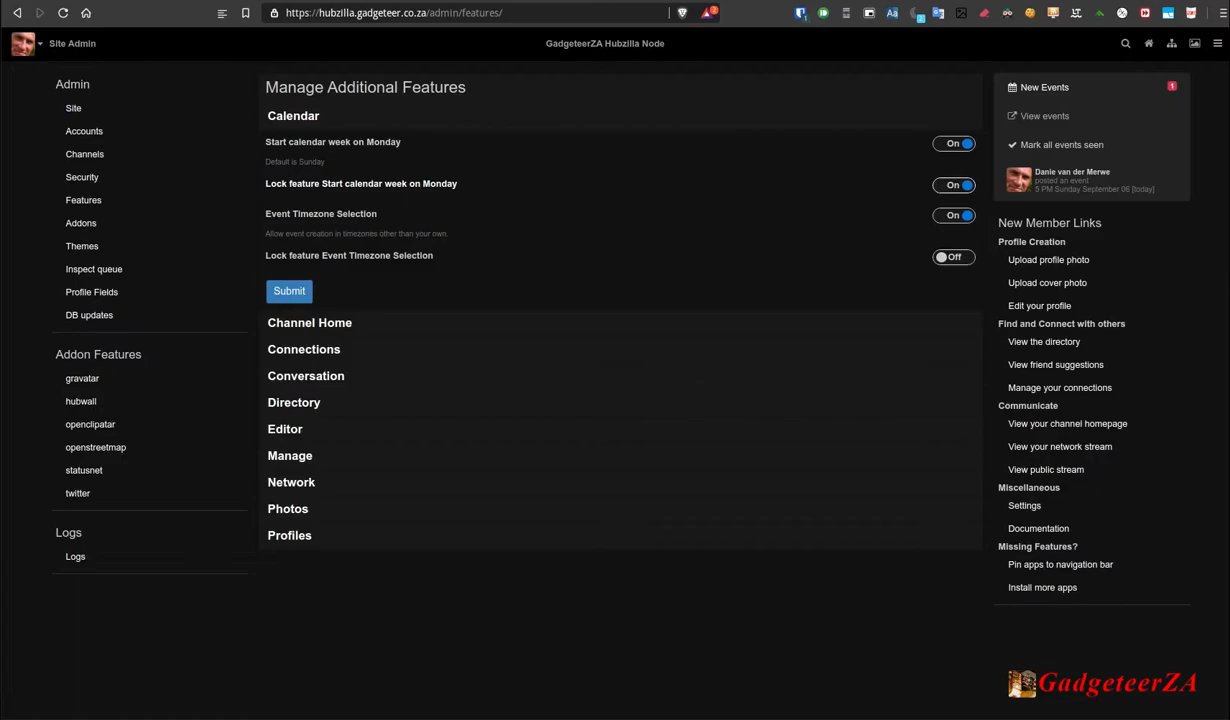 https://hubzilla.gadgeteer.co.za/admin/features/
Site Admin
GadgeteerZA Hubzilla Node
Admin
Site
Accounts
Channels
Security
Features
Addons
Themes
Inspect queue
Profile Fields
DB updates
Addon Features
gravatar
hubwall
openclipatar
openstreetmap
statusnet
twitter
Logs
Logs
Manage Additional Features
Calendar
Start calendar week on Monday
On
Default is Sunday
Lock feature Start calendar week on Monday
On
Event Timezone Selection
On
Allow event creation in timezones other than your own.
Lock feature Event Timezone Selection
Off
Submit
Channel Home
Connections
Conversation
Directory
Editor
Manage
Network
Photos
Profiles
New Events
1
View events
Mark all events seen
Danie van der Merwe
posted an event
5 PM Sunday September 06 [today]
New Member Links
Profile Creation
Upload profile photo
Upload cover photo
Edit your profile
Find and Connect with others
View the directory
View friend suggestions
Manage your connections
Communicate
View your channel homepage
View your network stream
View public stream
Miscellaneous
Settings
Documentation
Missing Features?
Pin apps to navigation bar
Install more apps
GadgeteerZA